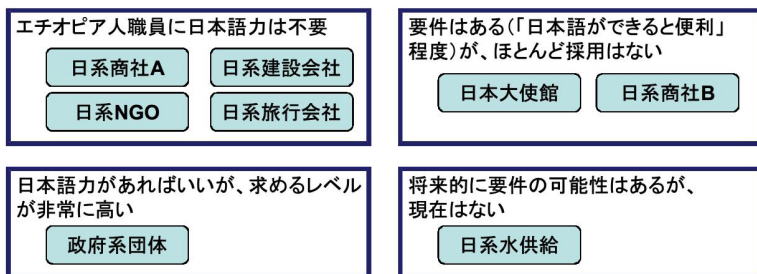 エチオピア人職員に日本語力は不要
日系商社A
日系建設会社
日系NGO
日系旅行会社
要件はある(「日本語ができると便利」
程度)が、ほとんど採用はない
日本大使館
日系商社B
日本語力があればいいが、求めるレベル
が非常に高い
政府系団体
将来的に要件の可能性はあるが、
現在はない
日系水供給